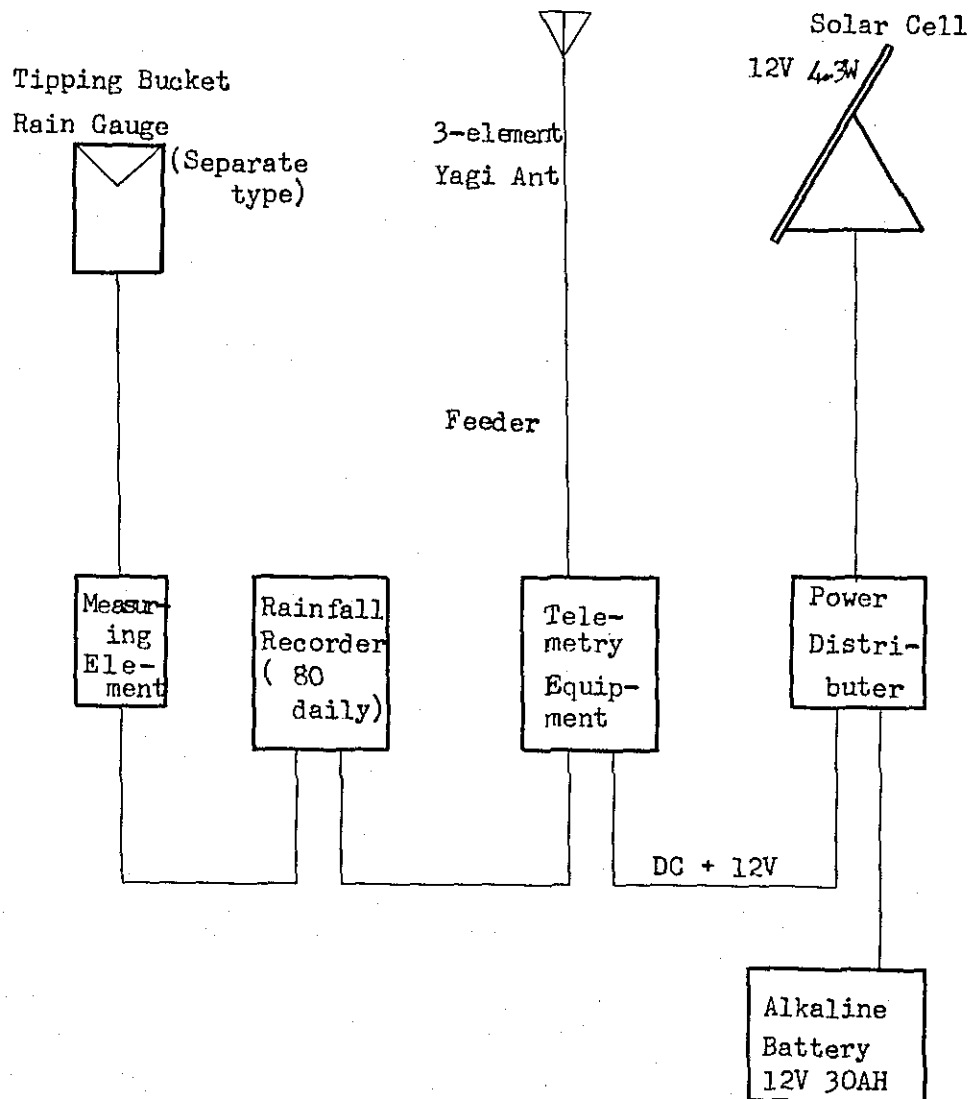 Solar Cell
12V 4.3W
Tipping Bucket
Rain Gauge
(Separate
type)
3-element
Yagi Ant
Feeder
Measur-
ing
Ele-
ment
Rainfall
Recorder
( 80
daily)
Tele-
metry
Equip-
ment
Power
Distri-
buter
DC + 12V
Alkaline
Battery
12V 30AH